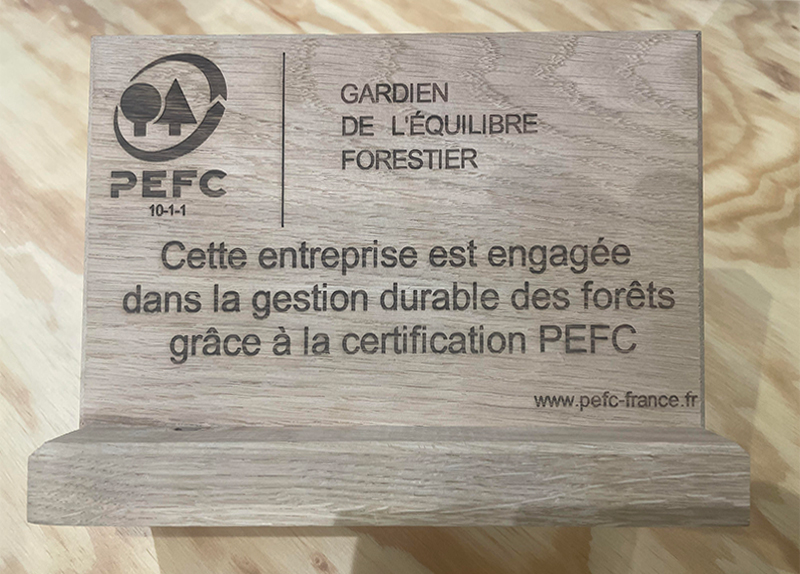 PEFC
10-1-1
GARDIEN
DE L'ÉQUILIBRE
FORESTIER
Cette entreprise est engagée
dans la gestion durable des forêts
grâce à la certification PEFC
www.pefc-france.fr